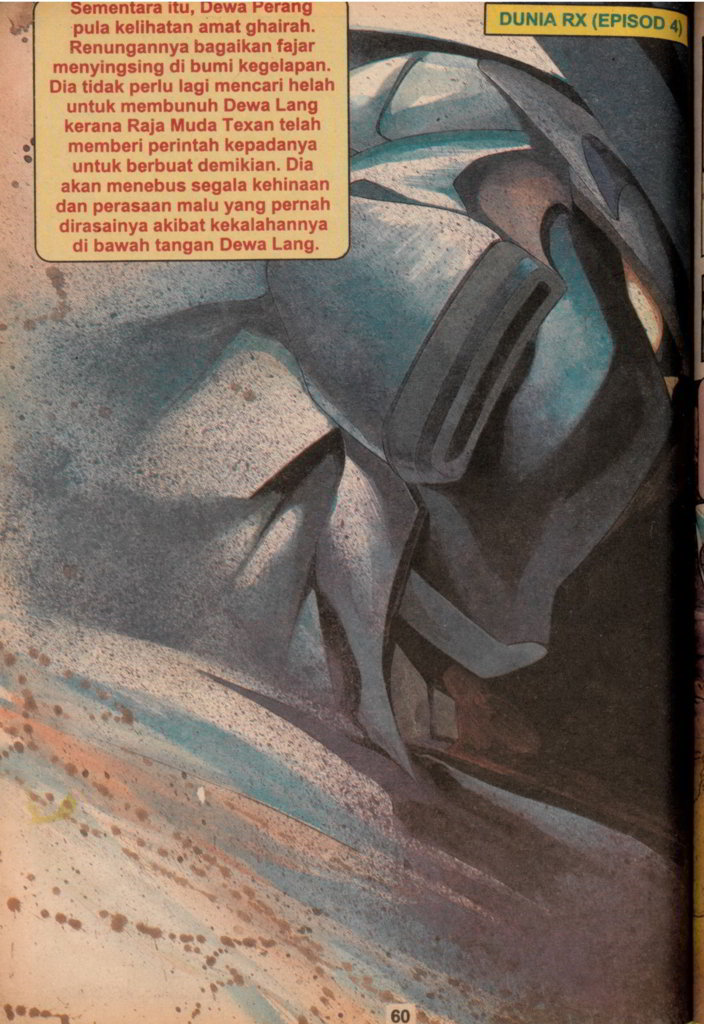 Sementara itu, Dewa Perang
pula kelihatan amat ghairah.
Renungannya bagaikan fajar
menyingsing di bumi kegelapan.
Dia tidak perlu lagi mencari helah
untuk membunuh Dewa Lang
kerana Raja Muda Texan telah
memberi perintah kepadanya
untuk berbuat demikian. Dia
akan menebus segala kehinaan
dan perasaan malu yang pernah
dirasainya akibat kekalahannya
di bawah tangan Dewa Lang.
DUNIA RX (EPISOD 4)
60